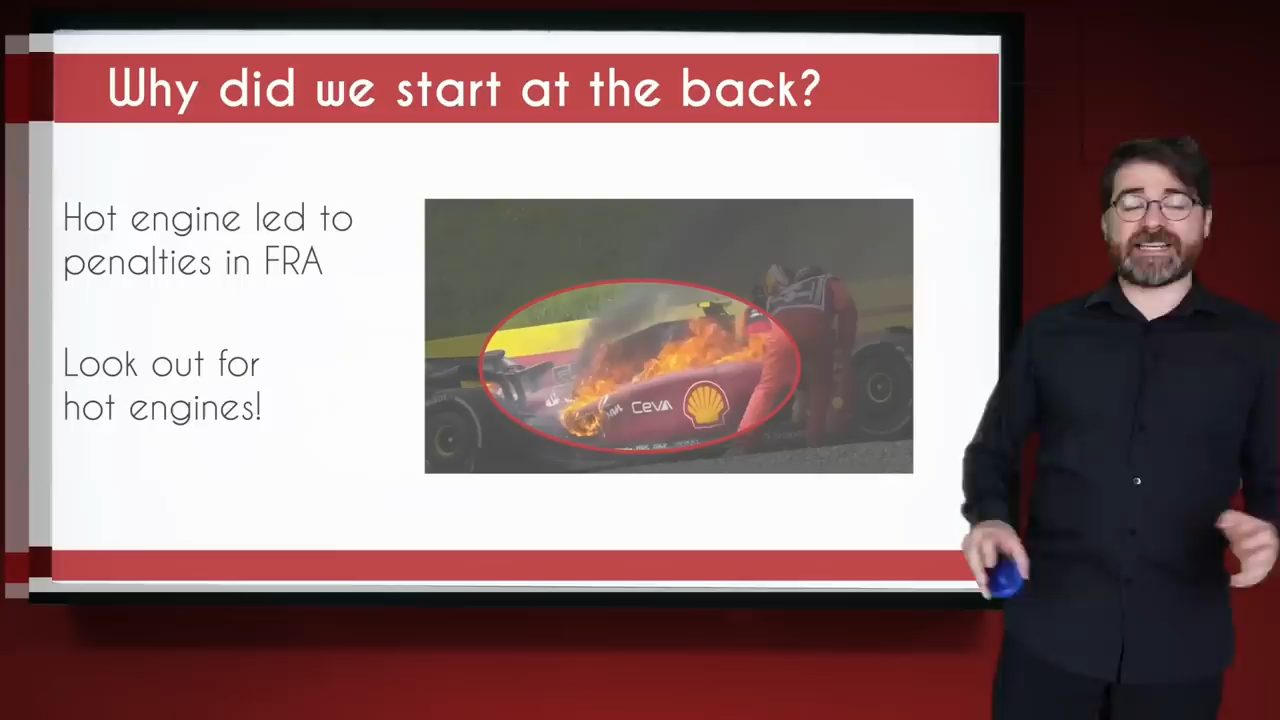 Why did we start at the back?
Hot engine led to
penalties in FRA
Look out for
hot engines!
CEVA